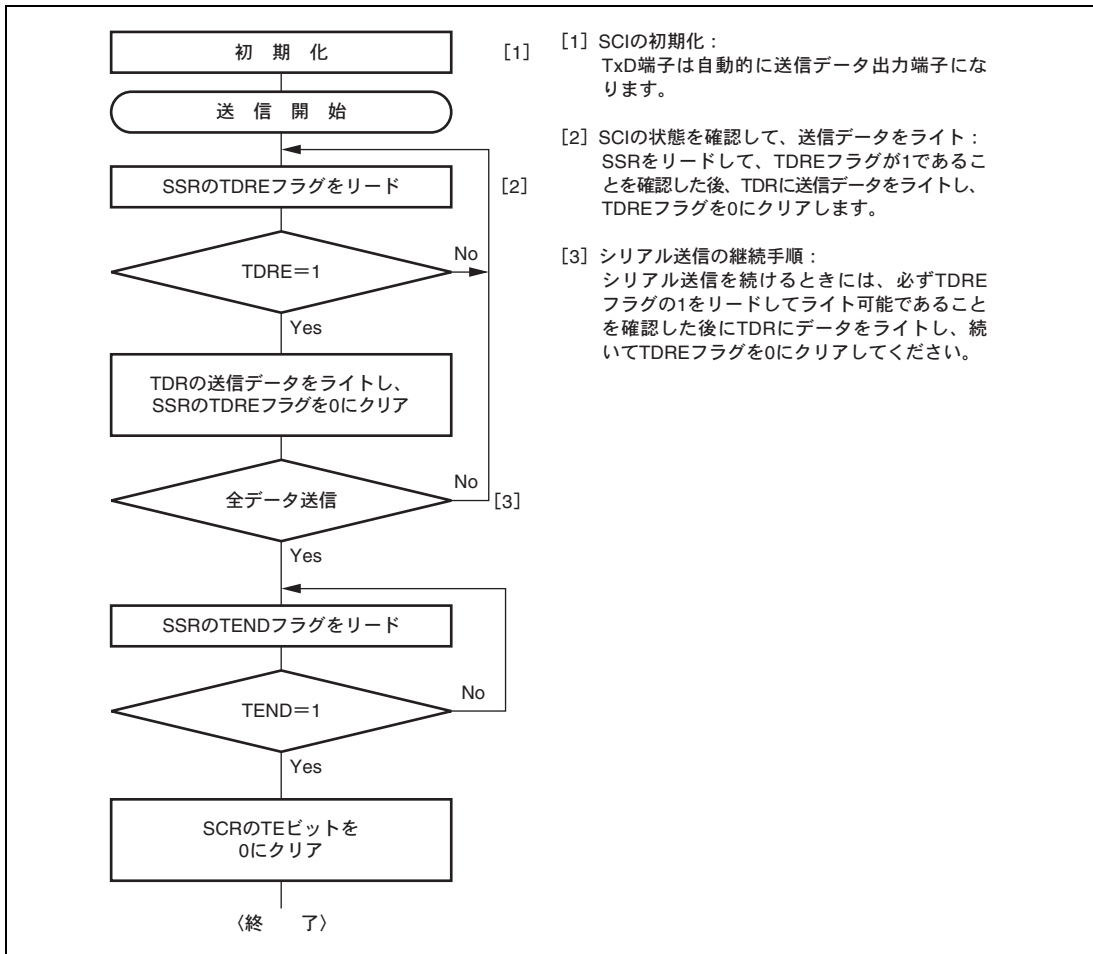 初 期 化
[1]
送 信 開 始
SSRのTDREフラグをリード
[2]
TDRE＝1
No
Yes
TDRの送信データをライトし、
SSRのTDREフラグを0にクリア
全データ送信
No
[3]
Yes
SSRのTENDフラグをリード
TEND＝1
No
Yes
SCRのTEビットを
0にクリア
〈終 了〉
[1] SCIの初期化：
TxD端子は自動的に送信データ出力端子にな
ります。
[2] SCIの状態を確認して、送信データをライト：
SSRをリードして、TDREフラグが1であるこ
とを確認した後、TDRに送信データをライトし、
TDREフラグを0にクリアします。
[3] シリアル送信の継続手順：
シリアル送信を続けるときには、必ずTDRE
フラグの1をリードしてライト可能であること
を確認した後にTDRにデータをライトし、続
いてTDREフラグを0にクリアしてください。